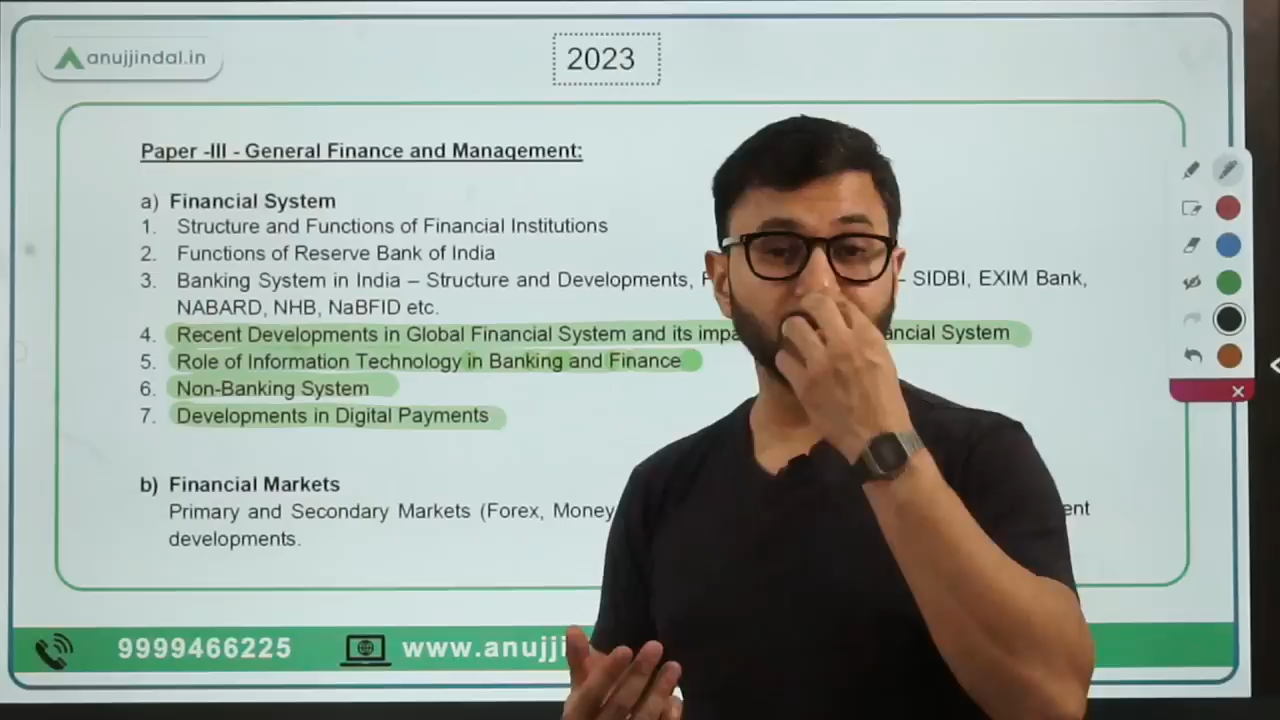 anujjindal.in
2023
Paper -III - General Finance and Management:
a) Financial System
1. Structure and Functions of Financial Institutions
2. Functions of Reserve Bank of India
3. Banking System in India – Structure and Developments, – SIDBI, EXIM Bank,
NABARD, NHB, NaBFID etc.
4. Recent Developments in Global Financial System and its System
5. Role of Information Technology in Banking and Finance
6. Non-Banking System
7. Developments in Digital Payments
b) Financial Markets
Primary and Secondary Markets (Forex, Money
developments.
9999466225